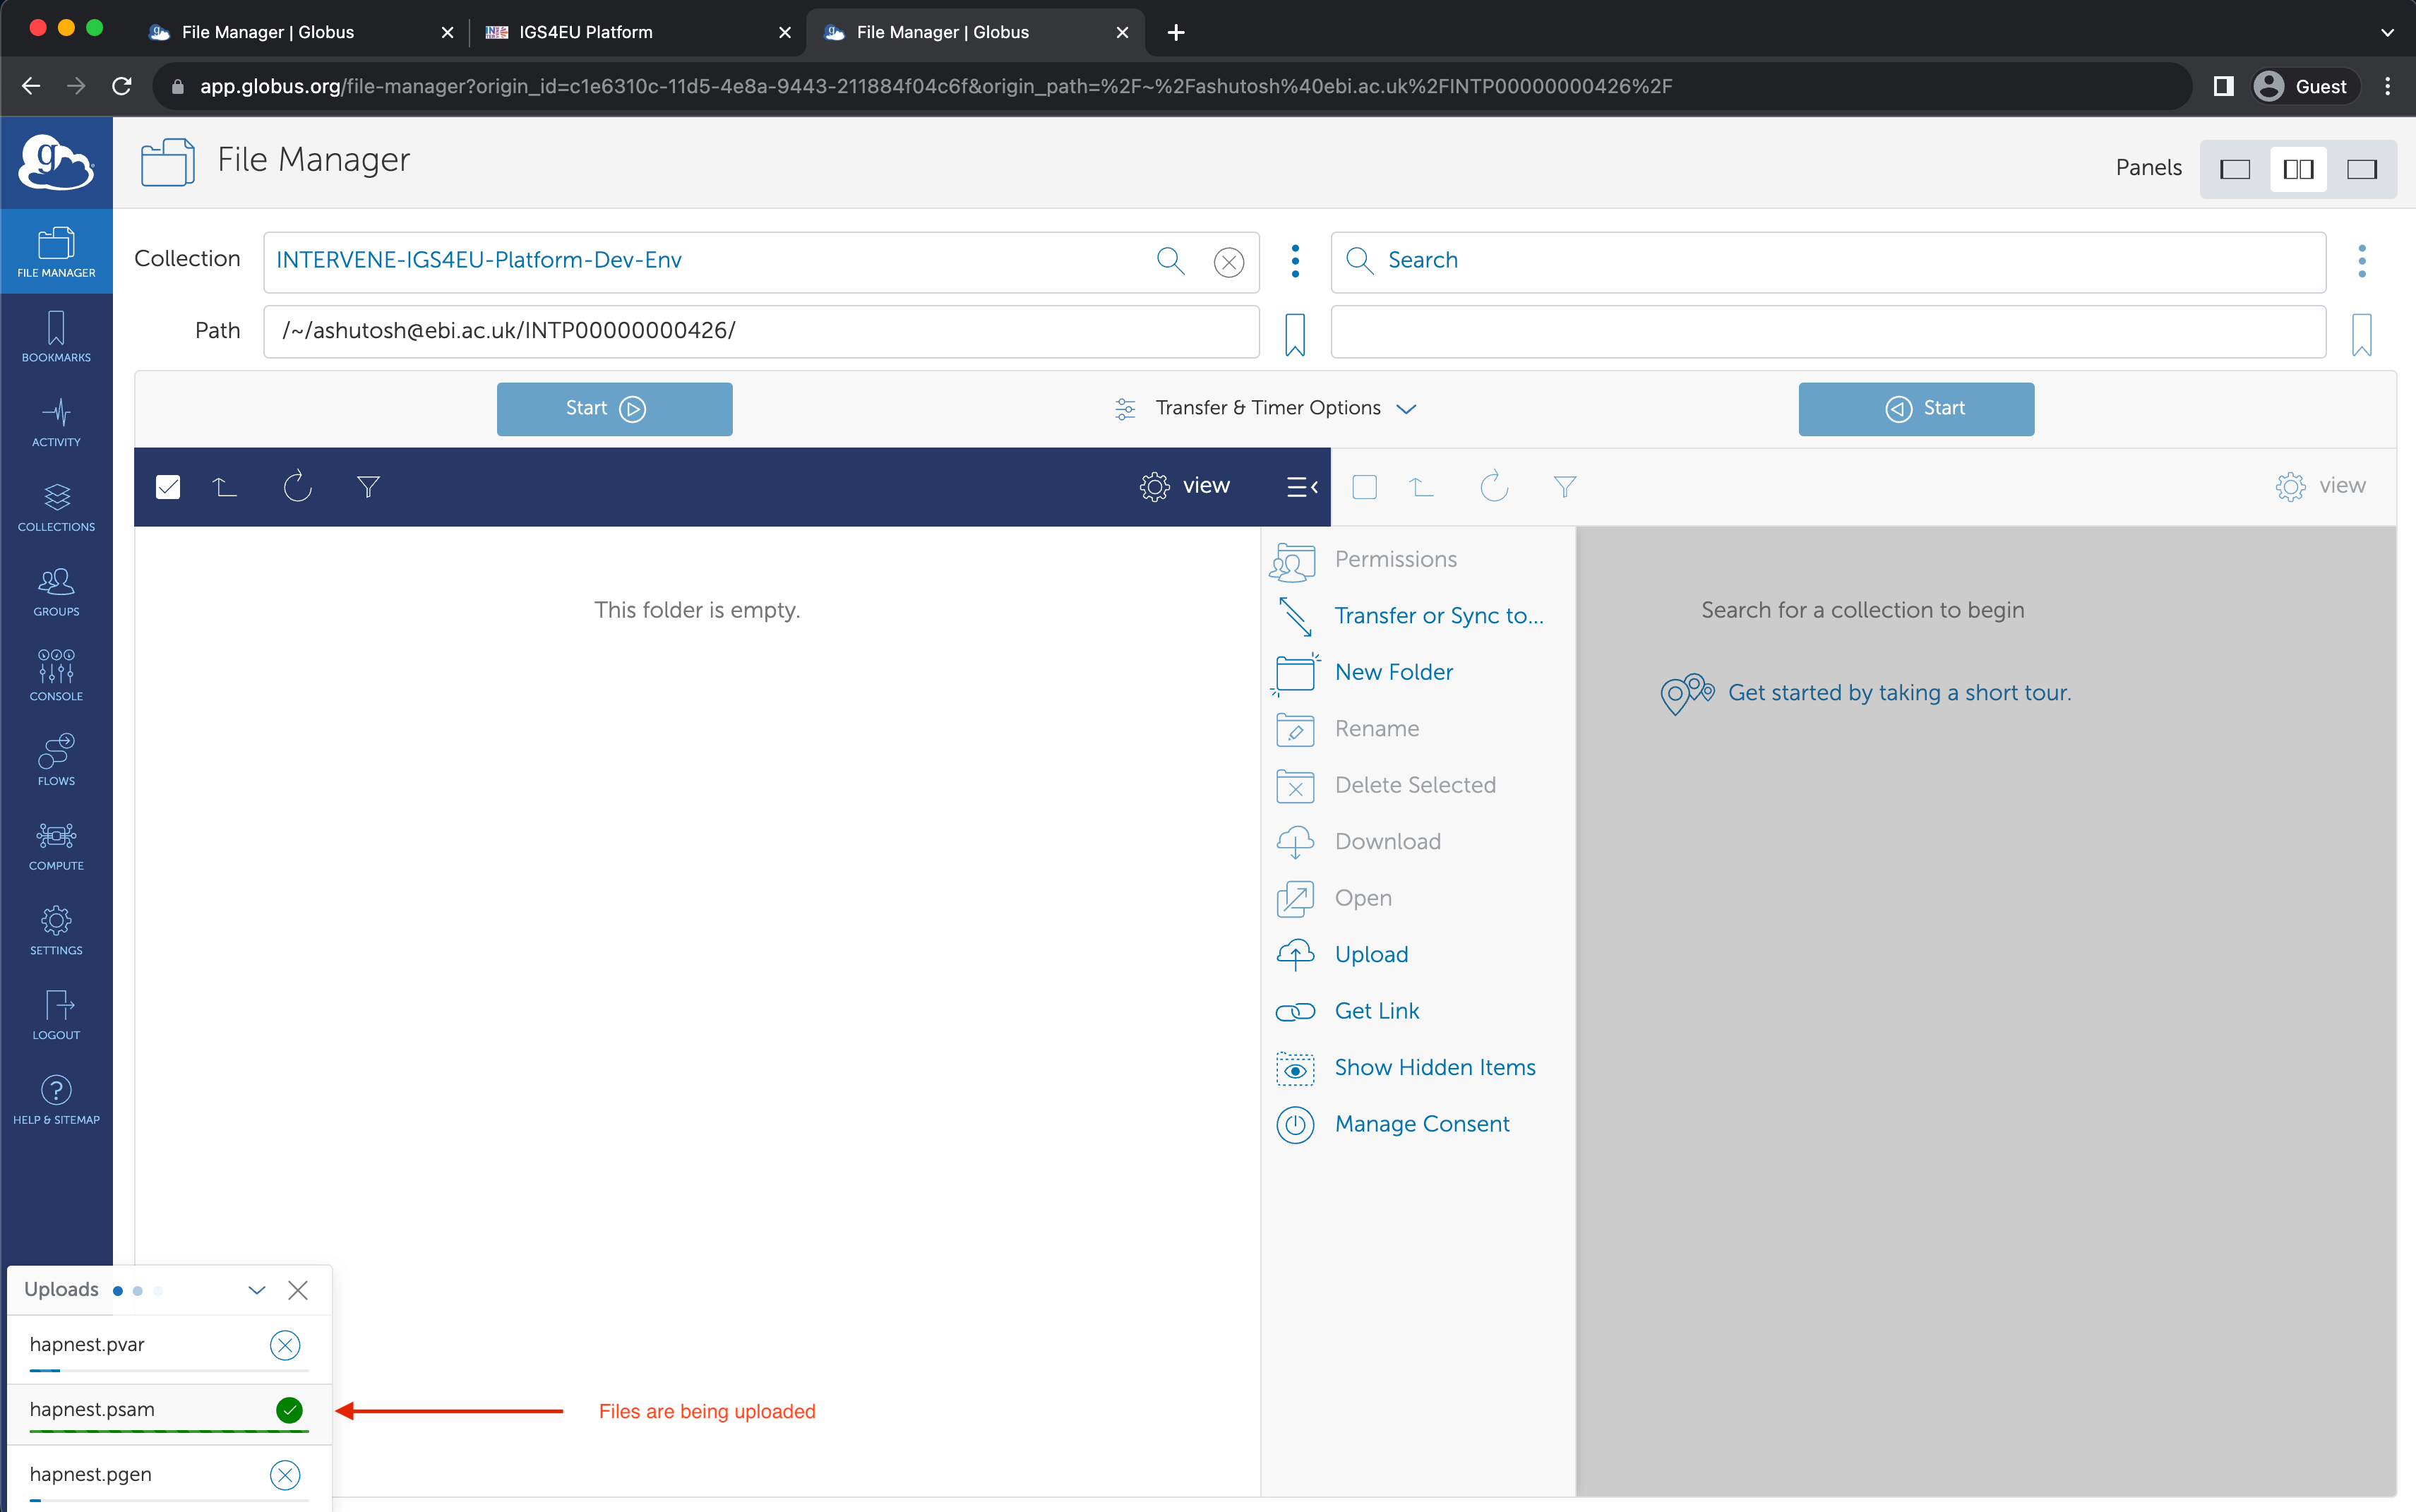 File Manager | Globus
IGS4EU Platform
File Manager | Globus
app.globus.org/file-manager?origin_id=c1e6310c-11d5-4e8a-9443-211884f04c6f&origin_path=%2F~%2Fashutosh%40ebi.ac.uk%2FINTP00000000426%2F
Guest
File Manager
Panels
FILE MANAGER
BOOKMARKS
ACTIVITY
COLLECTIONS
GROUPS
CONSOLE
FLOWS
COMPUTE
SETTINGS
LOGOUT
HELP & SITEMAP
Collection
INTERVENE-IGS4EU-Platform-Dev-Env
Search
Path
/~/ashutosh@ebi.ac.uk/INTP00000000426/
Start
Transfer & Timer Options
Start
view
view
This folder is empty.
Permissions
Transfer or Sync to...
New Folder
Rename
Delete Selected
Download
Open
Upload
Get Link
Show Hidden Items
Manage Consent
Search for a collection to begin
Get started by taking a short tour.
Uploads
hapnest.pvar
hapnest.psam
hapnest.pgen
Files are being uploaded